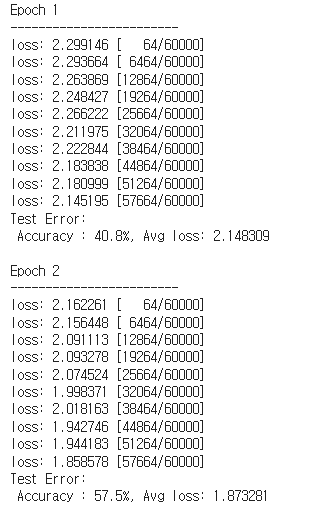 Epoch 1
-------------------------
loss: 2.299146 [   64/60000]
loss: 2.293664 [ 6464/60000]
loss: 2.263869 [12864/60000]
loss: 2.248427 [19264/60000]
loss: 2.266222 [25664/60000]
loss: 2.211975 [32064/60000]
loss: 2.222844 [38464/60000]
loss: 2.183838 [44864/60000]
loss: 2.180999 [51264/60000]
loss: 2.145195 [57664/60000]
Test Error:
 Accuracy : 40.8%, Avg loss: 2.148309

Epoch 2
-------------------------
loss: 2.162261 [   64/60000]
loss: 2.156448 [ 6464/60000]
loss: 2.091113 [12864/60000]
loss: 2.093278 [19264/60000]
loss: 2.074524 [25664/60000]
loss: 1.998371 [32064/60000]
loss: 2.018163 [38464/60000]
loss: 1.942746 [44864/60000]
loss: 1.944183 [51264/60000]
loss: 1.858578 [57664/60000]
Test Error:
 Accuracy : 57.5%, Avg loss: 1.873281